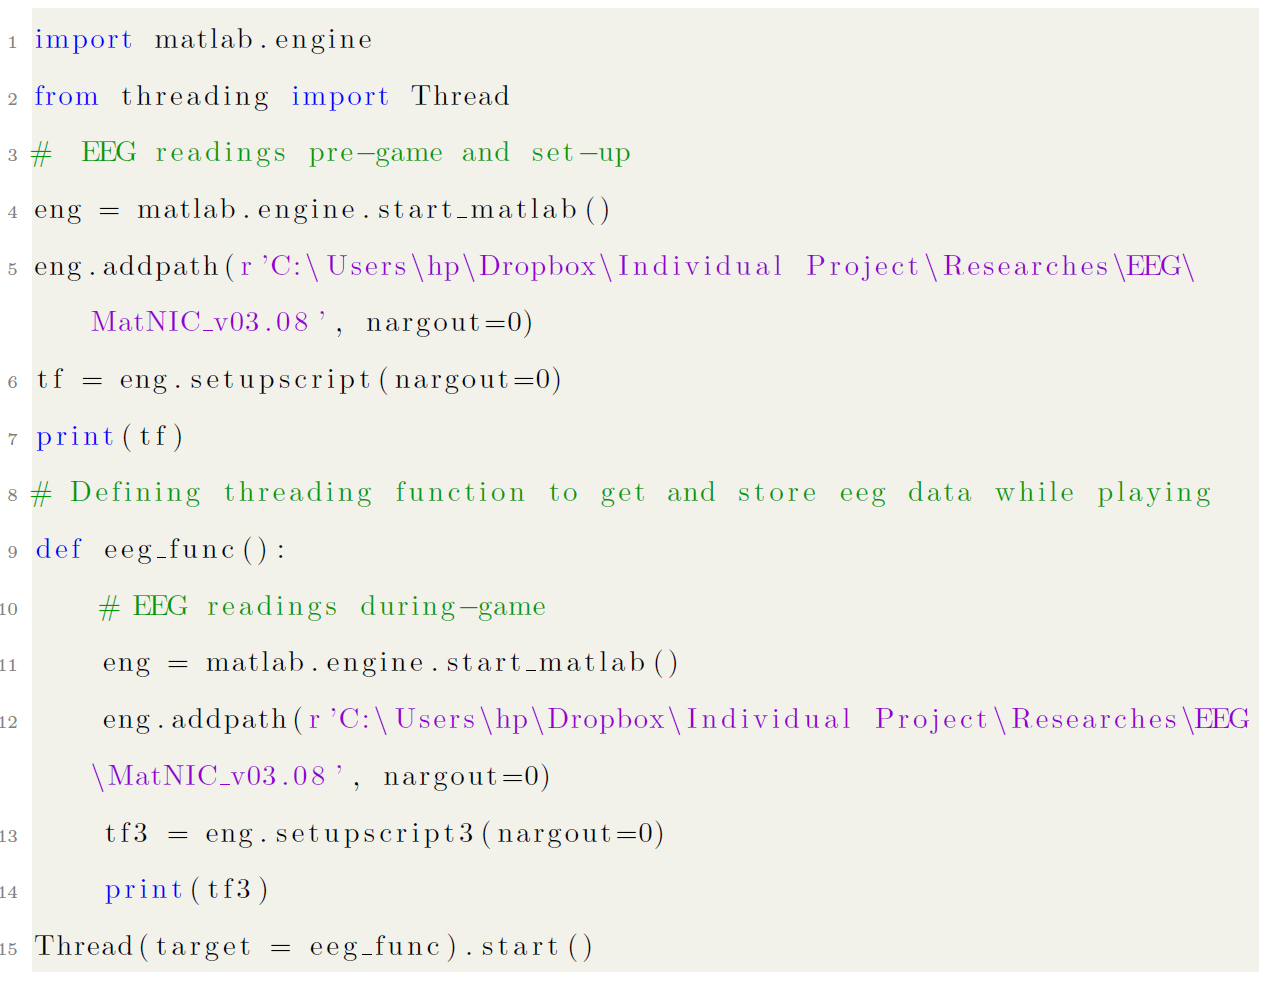 1 import matlab.engine
2 from threading import Thread
3 # EEG readings pre-game and set-up
4 eng = matlab.engine.start_matlab()
5 eng.addpath(r'C:\Users\hp\Dropbox\Individual Project\Researches\EEG\
MatNIC_v03.08', nargout=0)
6 tf = eng.setupscript(nargout=0)
7 print(tf)
8 # Defining threading function to get and store eeg data while playing
9 def eeg_func():
10 # EEG readings during-game
11 eng = matlab.engine.start_matlab()
12 eng.addpath(r'C:\Users\hp\Dropbox\Individual Project\Researches\EEG
\MatNIC_v03.08', nargout=0)
13 tf3 = eng.setupscript3(nargout=0)
14 print(tf3)
15 Thread(target = eeg_func).start()